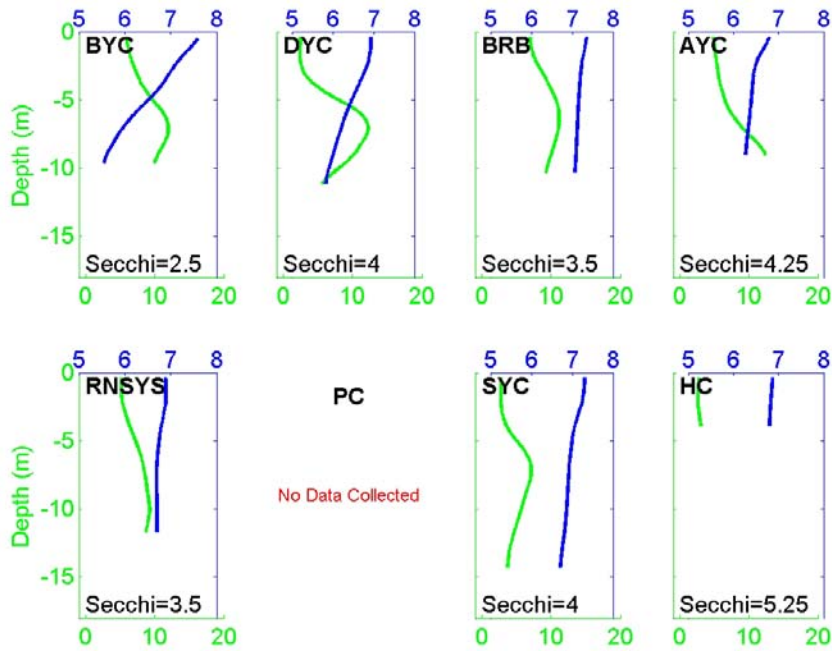 5 6 7 8 5 6 7 8 5 6 7 8 5 6 7 8
0 BYC DYC BRB AYC
-5
Depth (m)
-10
-15
Secchi=2.5 Secchi=4 Secchi=3.5 Secchi=4.25
0 10 20 0 10 20 0 10 20 0 10 20
5 6 7 8 5 6 7 8 5 6 7 8
0 RNSYS PC SYC HC
-5
Depth (m)
No Data Collected
-10
-15
Secchi=3.5 Secchi=4 Secchi=5.25
0 10 20 0 10 20 0 10 20